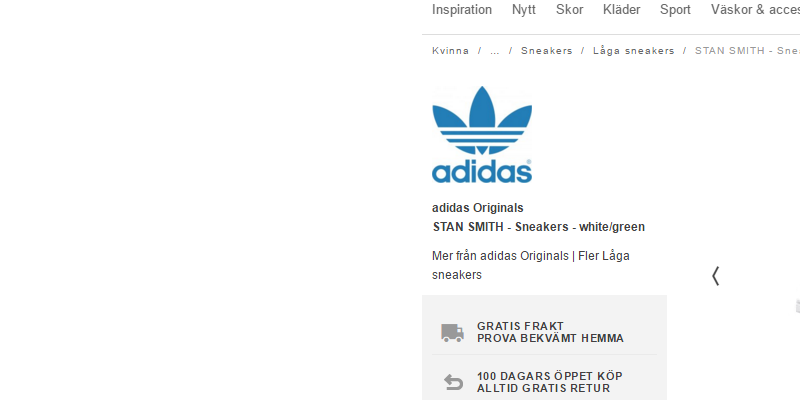 Inspiration Nytt Skor Kläder Sport Väskor & acces
Kvinna / ... / Sneakers / Låga sneakers / STAN SMITH - Snea
adidas
adidas Originals
STAN SMITH - Sneakers - white/green
Mer från adidas Originals | Fler Låga
sneakers
GRATIS FRAKT
PROVA BEKVÄMT HEMMA
100 DAGARS ÖPPET KÖP
ALLTID GRATIS RETUR